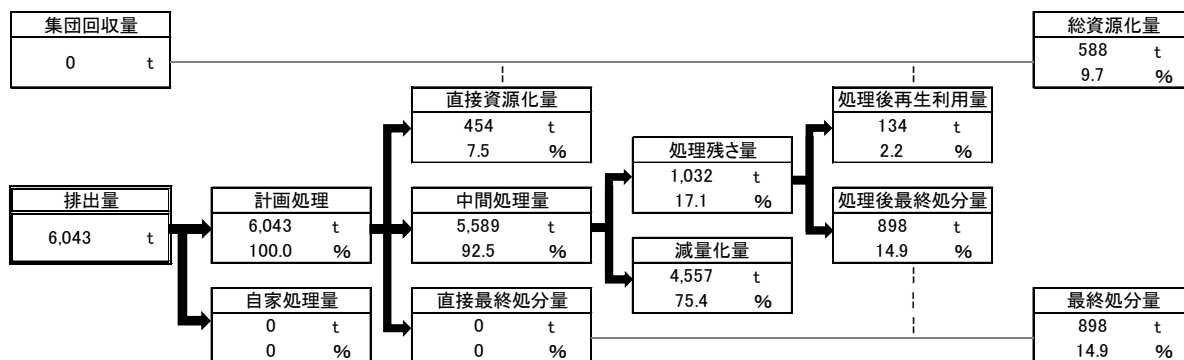 集団回収量
0 t
総資源化量
588 t
9.7 %
直接資源化量
454 t
7.5 %
処理後再生利用量
134 t
2.2 %
処理残さ量
1,032 t
17.1 %
排出量
6,043 t
計画処理
6,043 t
100.0 %
中間処理量
5,589 t
92.5 %
処理後最終処分量
898 t
14.9 %
減量化量
4,557 t
75.4 %
自家処理量
0 t
0 %
直接最終処分量
0 t
0 %
最終処分量
898 t
14.9 %